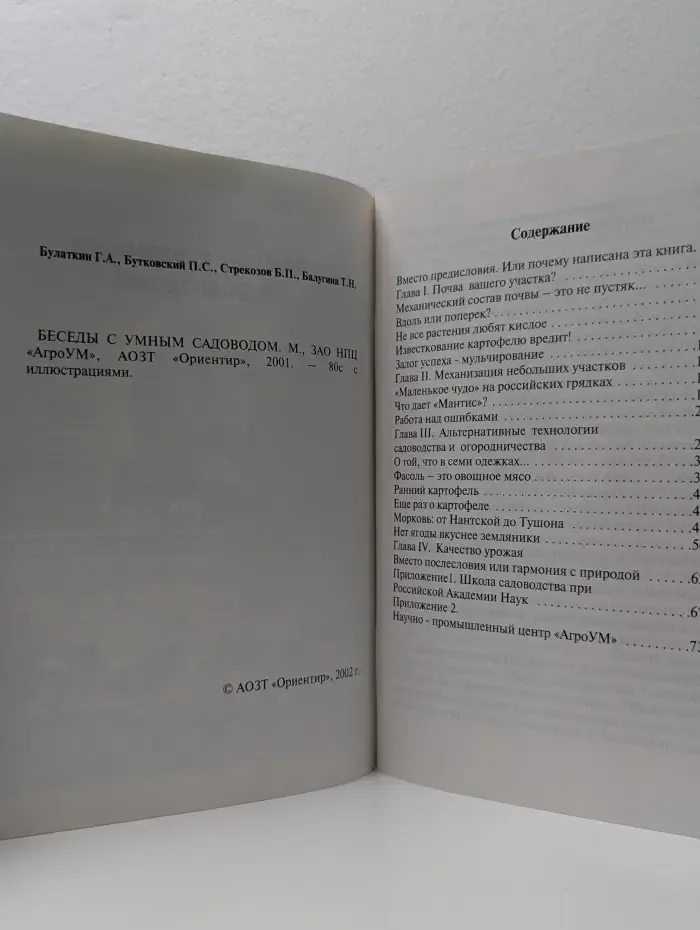 Булаткин Г.А., Бутковский П.С., Стрекозов Б.П., Балугина Т.Н.
БЕСЕДЫ С УМНЫМ САДОВОДОМ. М., ЗАО НПЦ
«АгроУМ», АОЗТ «Ориентир», 2001. — 80с с
иллюстрациями.
© АОЗТ «Ориентир», 2002 г.
Содержание
Вместо предисловия. Или почему написана эта книга.
Глава I. Почва вашего участка?
Механический состав почвы – это не пустяк...
Вдоль или поперек?
Не все растения любят кислое
Известкование картофелю вредит!
Залог успеха - мульчирование
Глава II. Механизация небольших участков
«Маленькое чудо» на российских грядках
Что дает «Мантис»?
Работа над ошибками
Глава III. Альтернативные технологии
садоводства и огородничества
О той, что в семи одежках...
Фасоль – это овощное мясо
Ранний картофель
Еще раз о картофеле
Морковь: от Нантской до Тушона
Нет ягоды вкуснее земляники
Глава IV. Качество урожая
Вместо послесловия или гармония с природой
Приложение1. Школа садоводства при
Российской Академии Наук
Приложение 2.
Научно - промышленный центр «АгроУМ»